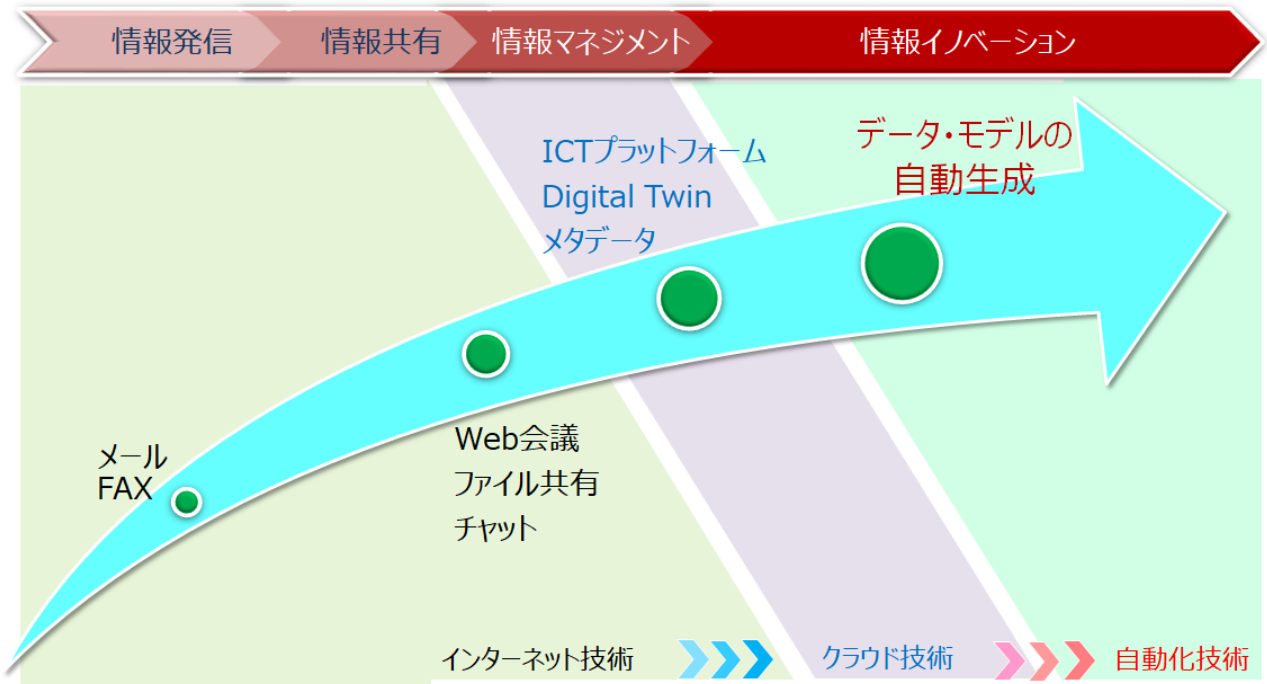 情報発信
情報共有
情報マネジメント
情報イノベーション
ICTプラットフォーム
Digital Twin
メタデータ
データ・モデルの
自動生成
メール
FAX
Web会議
ファイル共有
チャット
インターネット技術
クラウド技術
自動化技術